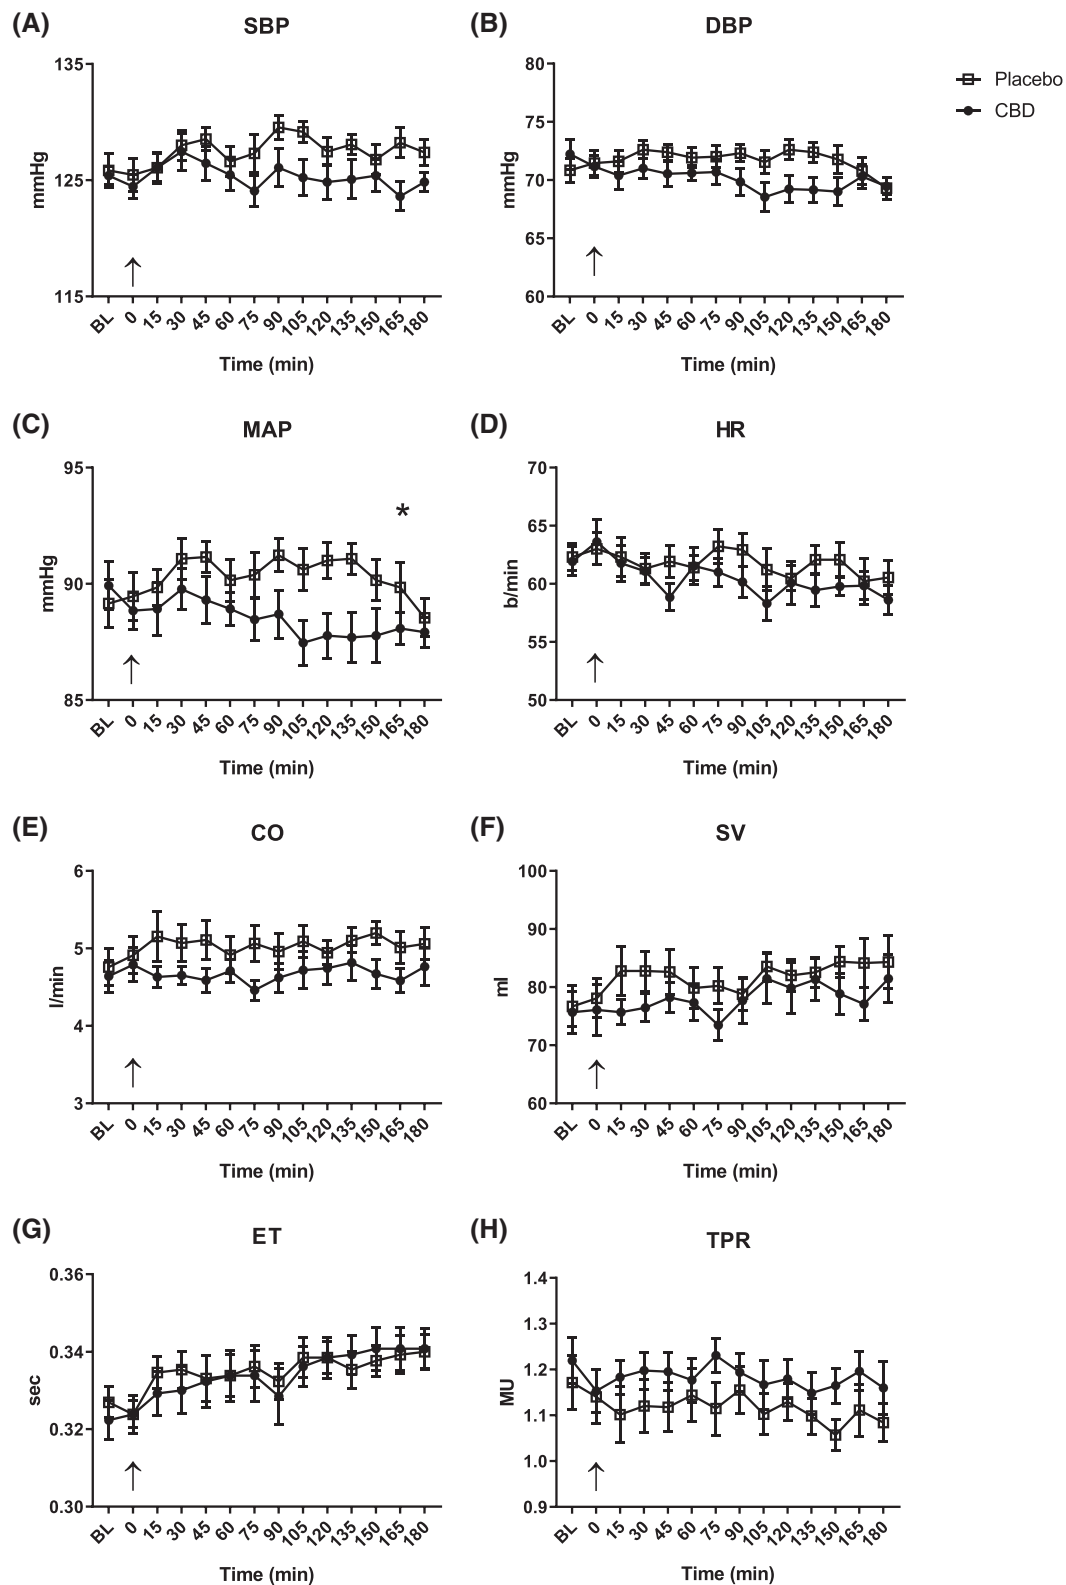 (A) SBP
135
125
115
mmHg
BL 0 15 30 45 60 75 90 105 120 135 150 165 180
Time (min)
(B) DBP
80
75
70
65
60
mmHg
BL 0 15 30 45 60 75 90 105 120 135 150 165 180
Time (min)
Placebo
CBD
(C) MAP
95
90
85
mmHg
*
BL 0 15 30 45 60 75 90 105 120 135 150 165 180
Time (min)
(D) HR
70
65
60
55
50
b/min
BL 0 15 30 45 60 75 90 105 120 135 150 165 180
Time (min)
(E) CO
6
5
4
3
l/min
BL 0 15 30 45 60 75 90 105 120 135 150 165 180
Time (min)
(F) SV
100
90
80
70
60
ml
BL 0 15 30 45 60 75 90 105 120 135 150 165 180
Time (min)
(G) ET
0.36
0.34
0.32
0.30
sec
BL 0 15 30 45 60 75 90 105 120 135 150 165 180
Time (min)
(H) TPR
1.4
1.3
1.2
1.1
1.0
0.9
MU
BL 0 15 30 45 60 75 90 105 120 135 150 165 180
Time (min)